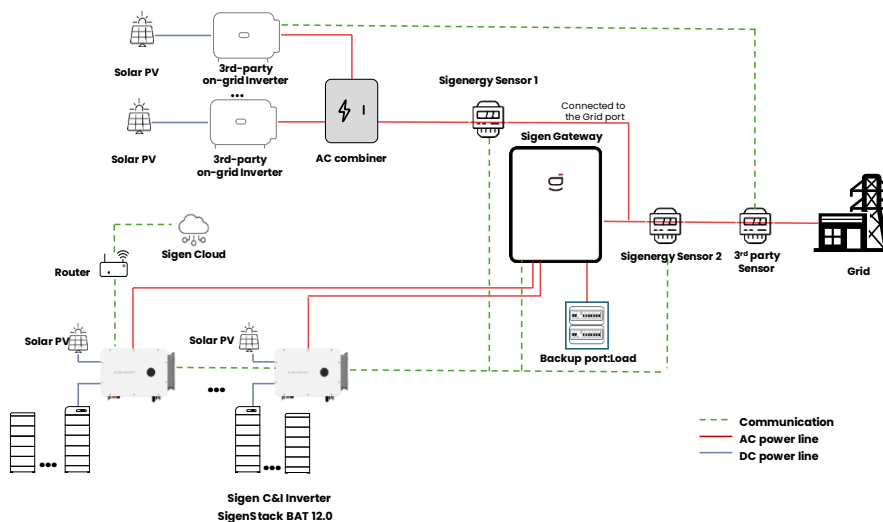 Solar PV
3rd-party
on-grid Inverter
Solar PV
3rd-party
on-grid Inverter
AC combiner
Sigenergy Sensor 1
Connected to
the Grid port
Sigen Gateway
Sigenergy Sensor 2
3rd party
Sensor
Grid
Sigen Cloud
Router
Solar PV
Solar PV
Backup port:Load
Communication
AC power line
DC power line
Sigen C&I Inverter
SigenStack BAT 12.0